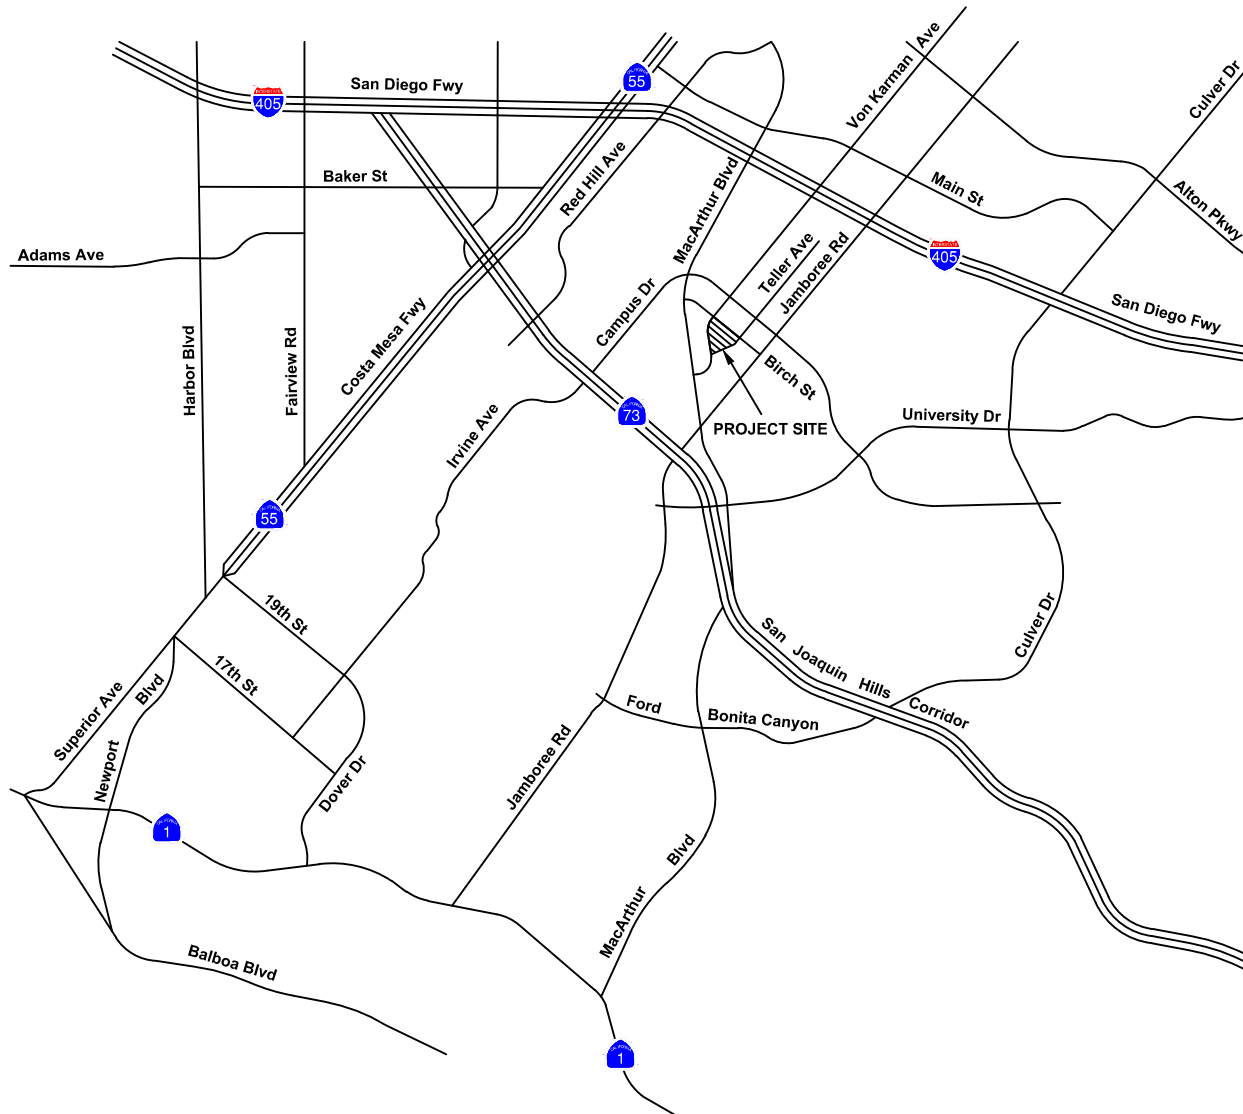 San Diego Fwy
405
55
Von Karman Ave
Culver Dr
Baker St
Red Hill Ave
MacArthur Blvd
Main St
Alton Pkwy
Adams Ave
Teller Ave
Jamboree Rd
405
San Diego Fwy
Harbor Blvd
Fairview Rd
Costa Mesa Fwy
Campus Dr
Birch St
73
PROJECT SITE
University Dr
Irvine Ave
55
19th St
17th St
San Joaquin Hills Corridor
Culver Dr
Superior Ave
Newport Blvd
Dover Dr
Ford
Bonita Canyon
Jamboree Rd
1
MacArthur Blvd
Balboa Blvd
1